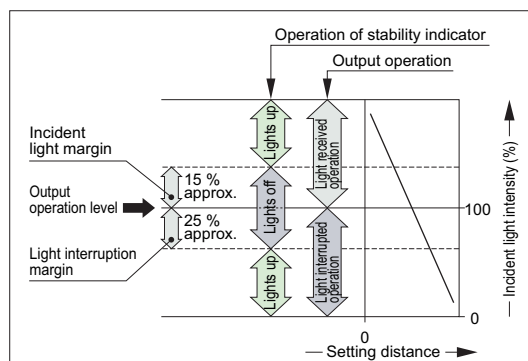 Operation of stability indicator
Output operation
Incident
light margin
Output
operation level
Light interruption
margin
15 %
approx.
25 %
approx.
Lights up
Lights off
Lights up
Light received
operation
Light interrupted
operation
100
0
0
Setting distance
Incident light intensity (%)